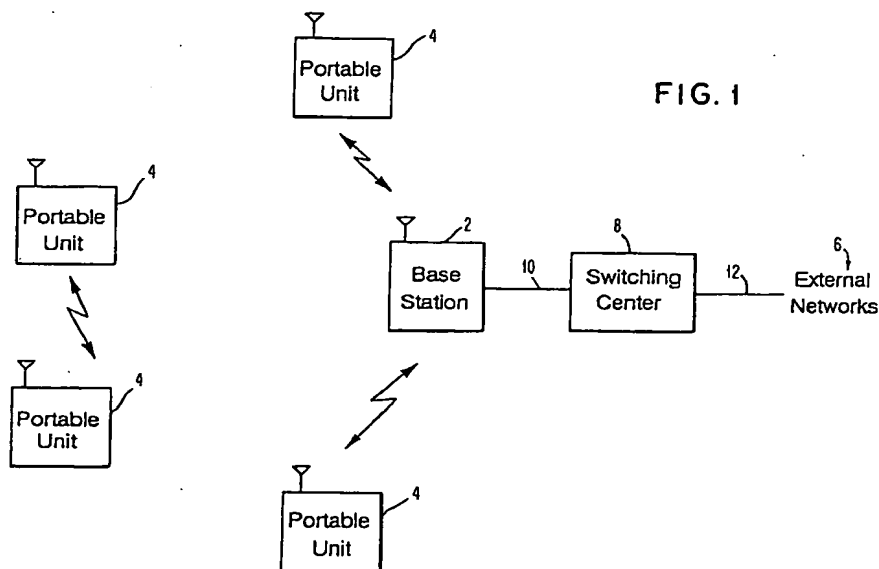 4
Portable
Unit
FIG. 1
4
Portable
Unit
2
Base
Station
10
8
Switching
Center
12
6
External
Networks
4
Portable
Unit
4
Portable
Unit